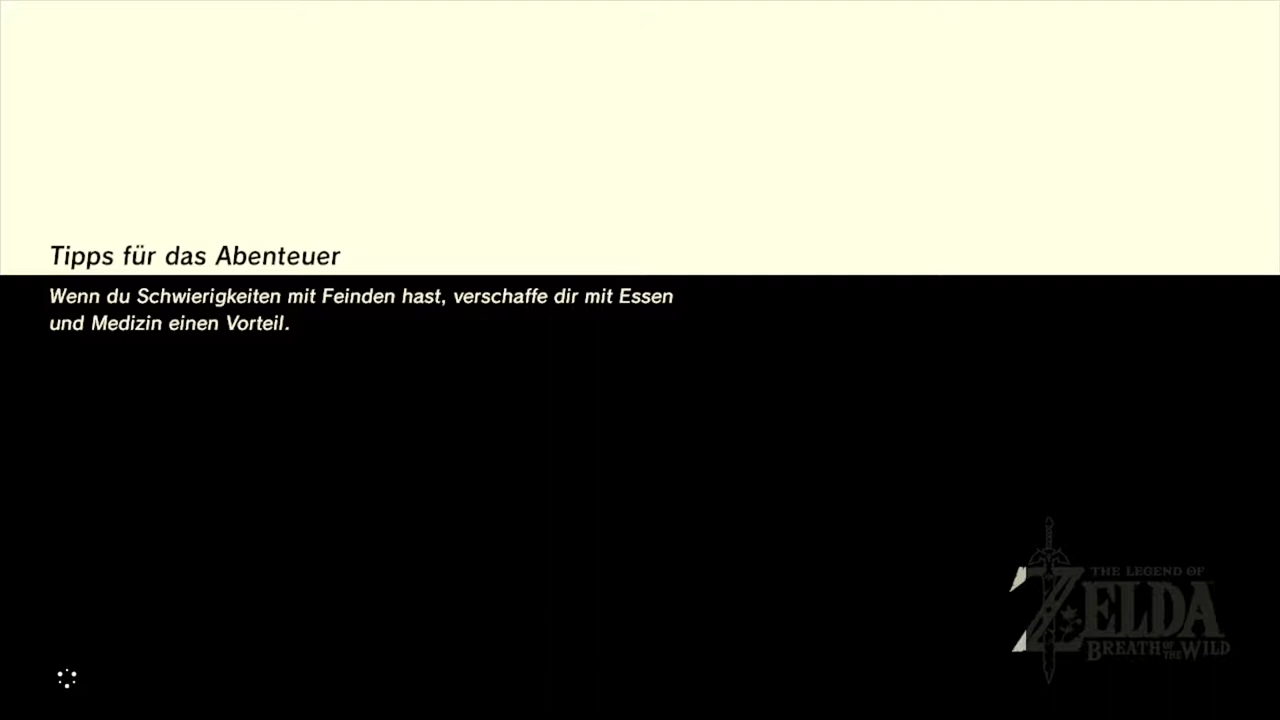 Tipps für das Abenteuer
Wenn du Schwierigkeiten mit Feinden hast, verschaffe dir mit Essen
und Medizin einen Vorteil.
THE LEGEND OF
ZELDA
BREATH OF THE WILD